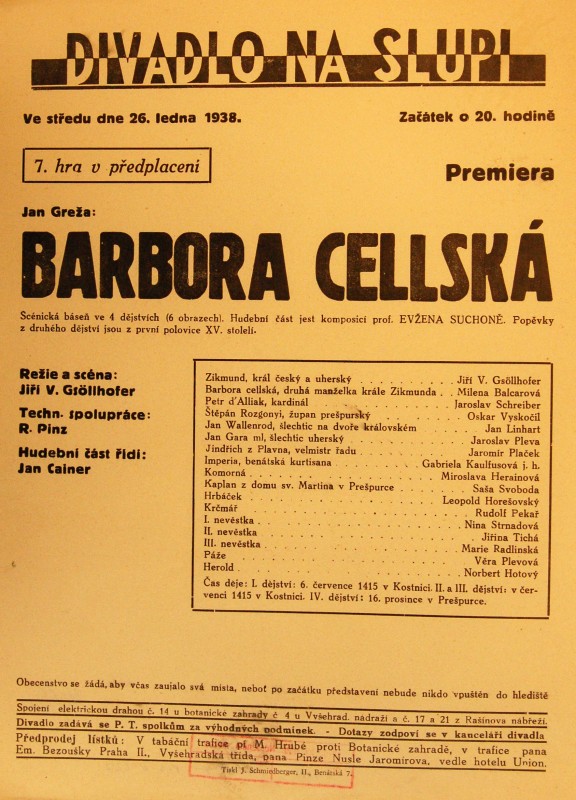 DIVADLO NA SLUPI
Ve středu dne 26. ledna 1938. Začátek o 20. hodině
7. hra v předplacení
Premiera
Jan Greža:
BARBORA CELLSKÁ
Scénická báseň ve 4 dějstvích (6 obrazech). Hudební část jest komposicí prof. EVŽENA SUCHONĚ. Popěvky
z druhého dějství jsou z první polovice XV. století.
Režie a scéna:
Jiří V. Gsöllhofer
Techn. spolupráce:
R. Pinz
Hudební část řídí:
Jan Cainer
Zikmund, král český a uherský . . . . . . . . . . Jiří V. Gsöllhofer
Barbora cellská, druhá manželka krále Zikmunda . . Milena Balcarová
Petr d'Alliak, kardinál . . . . . . . . . . Jaroslav Schreiber
Štěpán Rozgonyi, župan prešpurský . . . . . . . Oskar Vyskočil
Jan Wallenrod, šlechtic na dvoře královském . . . . . Jan Linhart
Jan Gara ml, šlechtic uherský . . . . . . . . Jaroslav Pleva
Jindřich z Plavna, velmistr řadu . . . . . . . Jaromír Plaček
Imperia, benátská kurtisana . . . . . . Gabriela Kaulfusová j. h.
Komorná . . . . . . . . . . Miroslava Herainová
Kaplan z domu sv. Martina v Prešpurce . . . . . Saša Svoboda
Hrbáček . . . . . . . . . . Leopold Horešovský
Krčmář . . . . . . . . . . Rudolf Pekař
I. nevěstka . . . . . . . . . . Nina Strnadová
II. nevěstka . . . . . . . . . . Jiřina Tichá
III. nevěstka . . . . . . . . . . Marie Radlinská
Páže . . . . . . . . . . Věra Plevová
Herold . . . . . . . . . . Norbert Hotový
Čas děje: I. dějství: 6. července 1415 v Kostnici. II. a III. dějství: v čer-
venci 1415 v Kostnici. IV. dějství: 16. prosince v Prešpurce.
Obecenstvo se žádá, aby včas zaujalo svá místa, neboť po začátku představení nebude nikdo vpuštěn do hlediště
Spojení elektrickou drahou č. 14 u botanické zahrady č 4 u Vyšehrad. nádraží a č. 17 a 21 z Rašínova nábřeží.
Divadlo zadává se P. T. spolkům za výhodných podmínek. - Dotazy zodpoví se v kanceláři divadla
Předprodej lístků: V tabáční trafice pí M. Hrubé proti Botanické zahradě, v trafice pana
Em. Bezoušky Praha II., Vyšehradská třída, pana Pinze Nusle Jaromírova, vedle hotelu Union.
Tiskl J. Schmiedberger, II., Benátská 7.